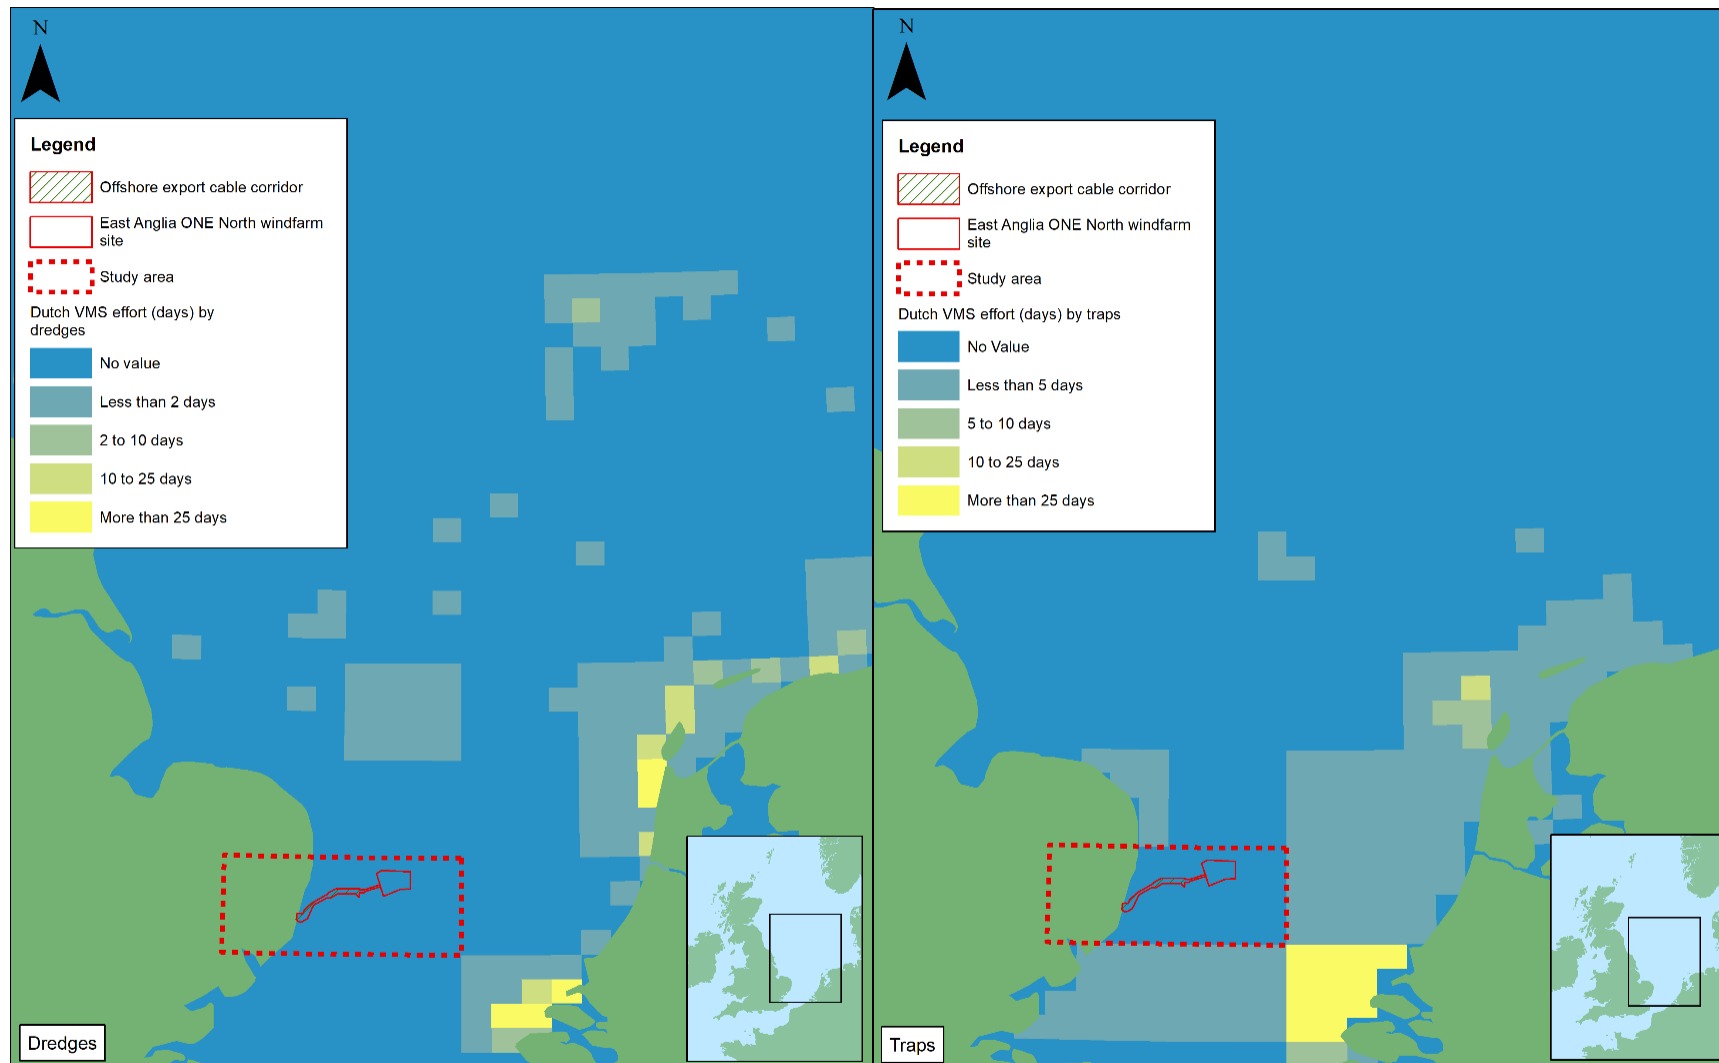 N
Legend
Offshore export cable corridor
East Anglia ONE North windfarm
site
Study area
Dutch VMS effort (days) by
dredges
No value
Less than 2 days
2 to 10 days
10 to 25 days
More than 25 days
Dredges
N
Legend
Offshore export cable corridor
East Anglia ONE North windfarm
site
Study area
Dutch VMS effort (days) by traps
No Value
Less than 5 days
5 to 10 days
10 to 25 days
More than 25 days
Traps